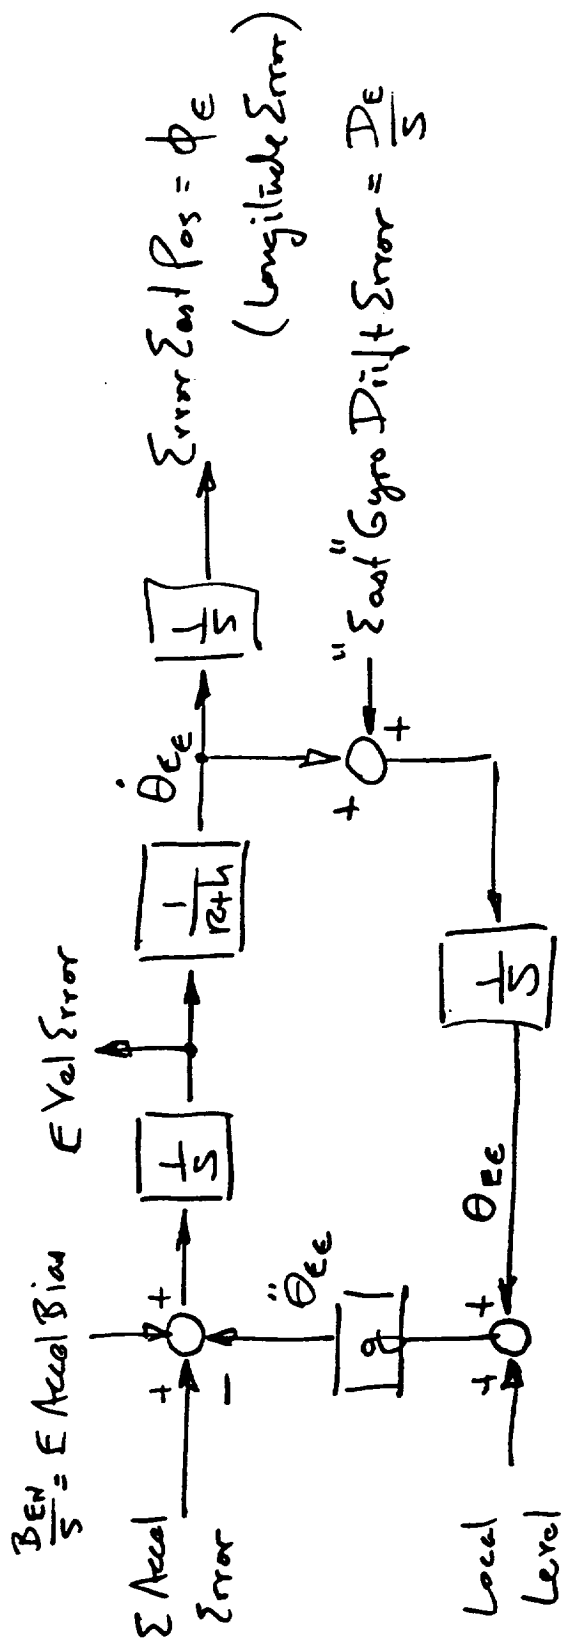 B_EN/S = E Accel Bias
E Accel
Error
+
+
−
1/S
E Vel Error
1/R+h
θ̇_EE
1/S
Error East Pos = ϕ_E
(Longitude Error)
+
+
"East" Gyro Drift Error = D_E/S
1/S
θ_EE
+
+
Local
Level
g
θ̈_EE